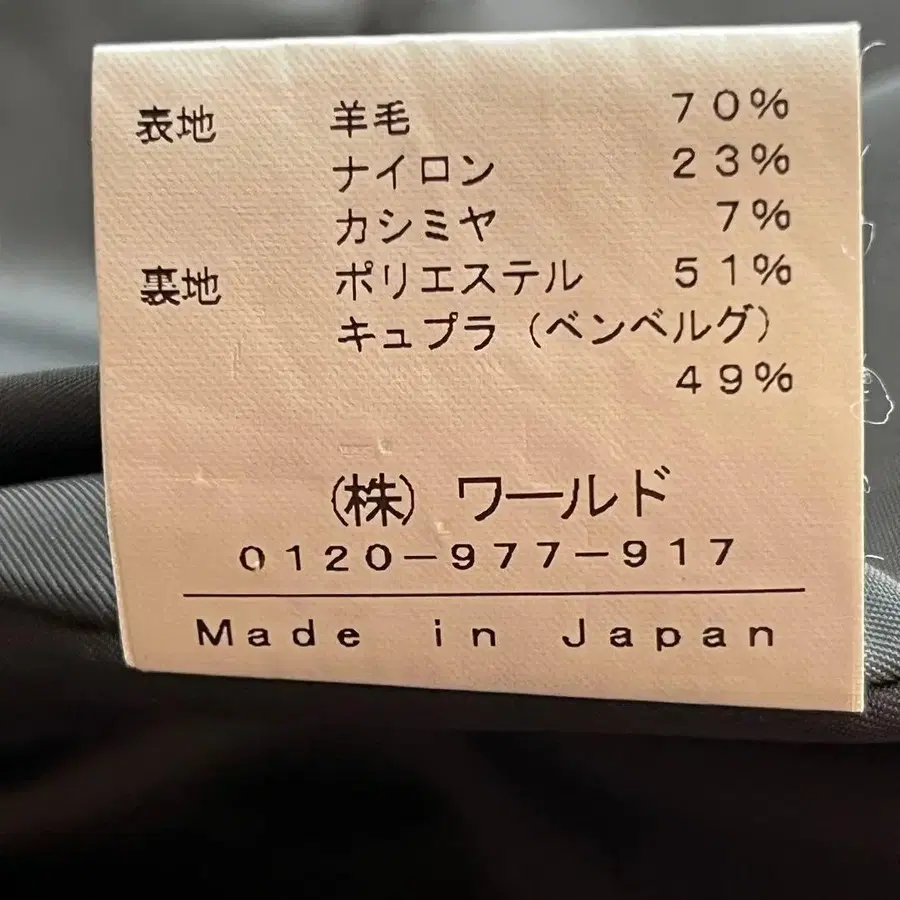 表地 羊毛 70%
ナイロン 23%
カシミヤ 7%
裏地 ポリエステル 51%
キュプラ（ベンベルグ）
49%
（株）ワールド
0120-977-917
Made in Japan